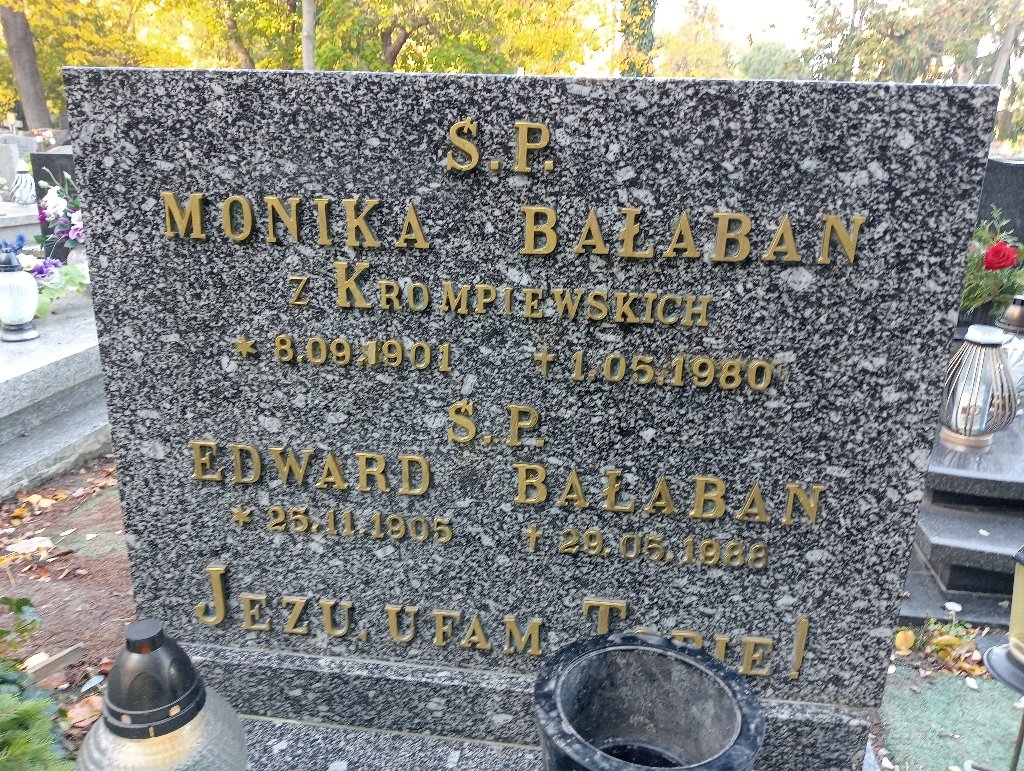 Ś.P.
MONIKA BAŁABAN
Z KROMPIEWSKICH
* 8.09.1901 † 1.05.1980
Ś.P.
EDWARD BAŁABAN
* 25.11.1905 † 29.05.1988
JEZU, UFAM TOBIE!